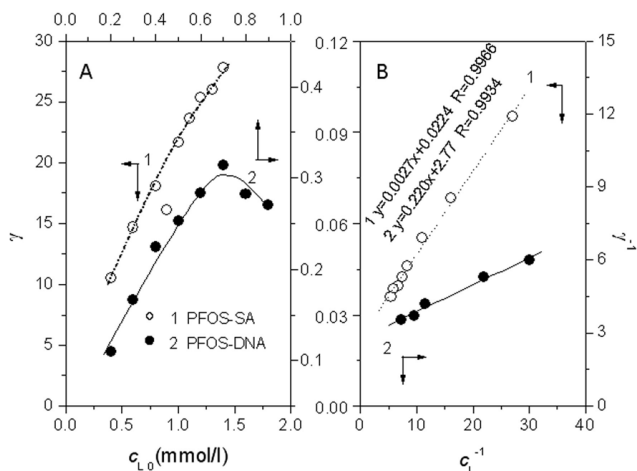 0.0 0.2 0.4 0.6 0.8 1.0
30
25
20
15
10
5
0
γ
A
1
2
0.4
0.3
0.2
0.1
1 PFOS-SA
2 PFOS-DNA
0.0 0.5 1.0 1.5 2.0
c L0 (mmol/l)
0.12
0.09
0.06
0.03
0.00
B
1 y=0.0027x+0.0224 R=0.9966
2 y=0.220x+2.77 R=0.9934
1
2
15
12
9
6
3
0
γ-1
0 10 20 30 40
cL-1